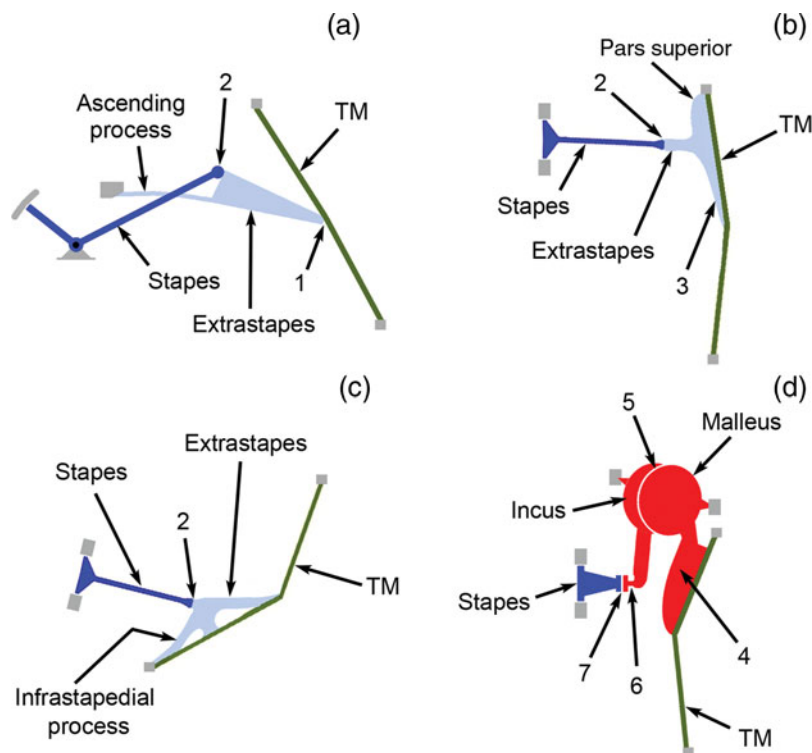 (a)
2
Ascending
process
TM
Stapes
1
Extrastapes
(b)
Pars superior
2
TM
Stapes
Extrastapes
3
(c)
Extrastapes
Stapes
2
TM
Infrastapedial
process
(d)
5
Malleus
Incus
Stapes
7
6
4
TM